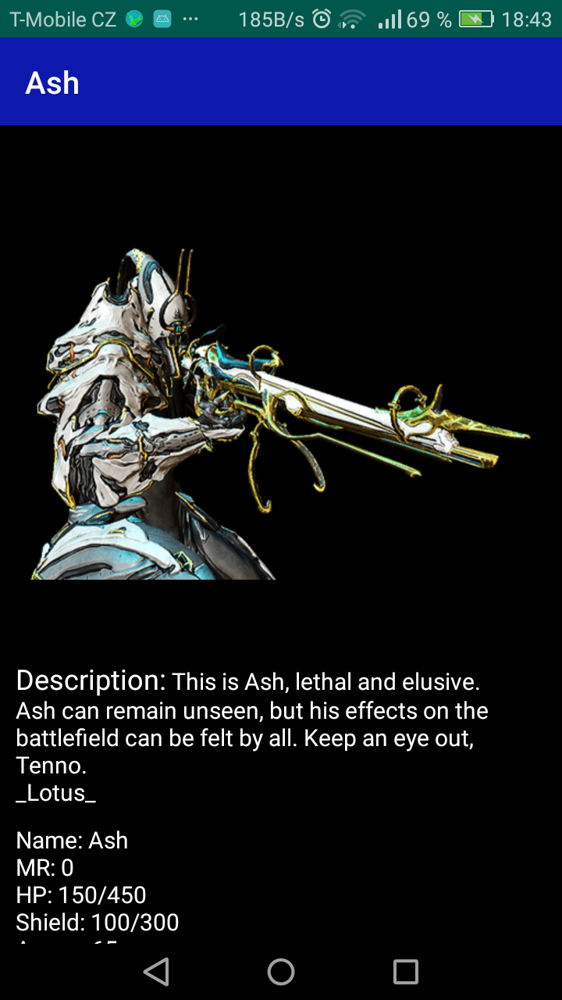 T-Mobile CZ ... 185B/s 69 % 18:43
Ash
Description: This is Ash, lethal and elusive.
Ash can remain unseen, but his effects on the
battlefield can be felt by all. Keep an eye out,
Tenno.
_Lotus_
Name: Ash
MR: 0
HP: 150/450
Shield: 100/300